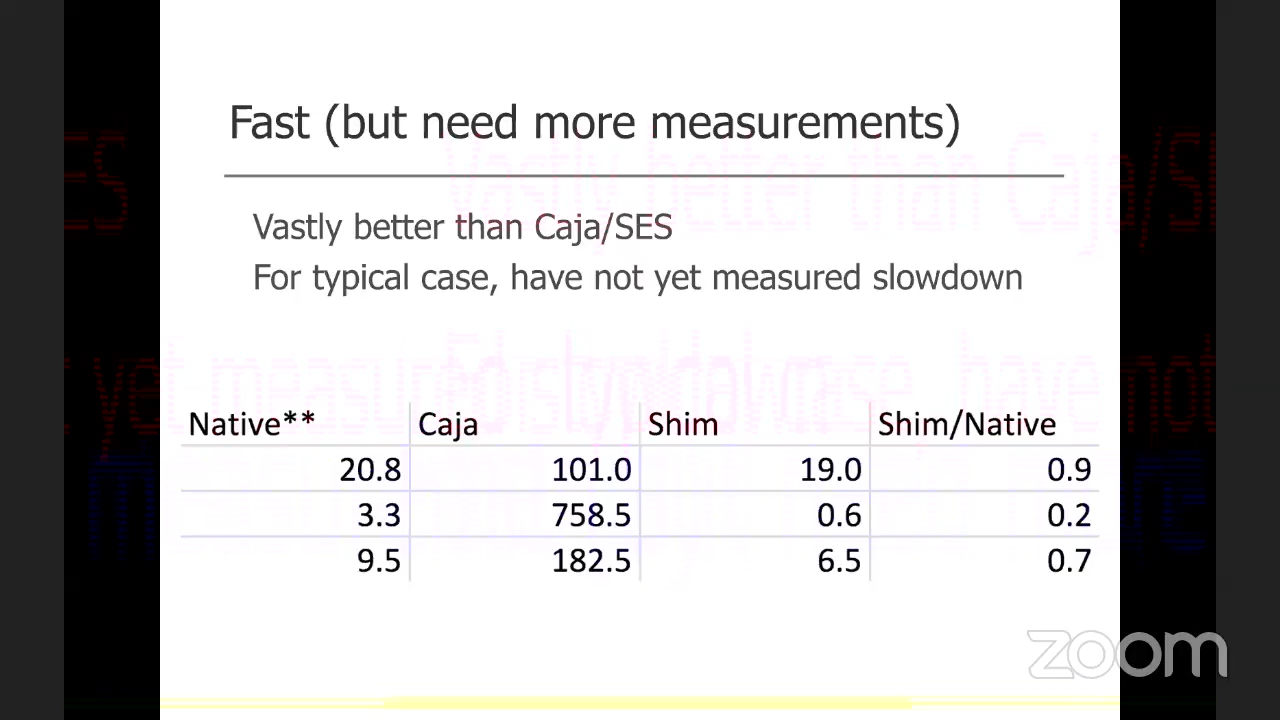 Fast (but need more measurements)
Vastly better than Caja/SES
For typical case, have not yet measured slowdown
Native** Caja Shim Shim/Native
20.8 101.0 19.0 0.9
3.3 758.5 0.6 0.2
9.5 182.5 6.5 0.7
zoom